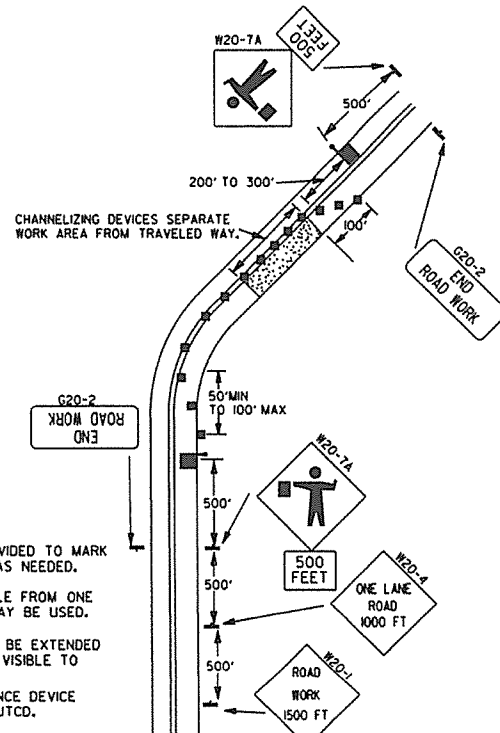 W20-7A
500
FEET
500'
200' TO 300'
CHANNELIZING DEVICES SEPARATE
WORK AREA FROM TRAVELED WAY.
100'
G20-2
END
ROAD WORK
G20-2
END
ROAD WORK
50'MIN
TO 100' MAX
W20-7A
500'
500
FEET
VIDED TO MARK
AS NEEDED.
500'
W20-4
ONE LANE
ROAD
1000 FT
LE FROM ONE
AY BE USED.
BE EXTENDED
VISIBLE TO
500'
W20-1
ROAD
WORK
1500 FT
NCE DEVICE
UTCD.